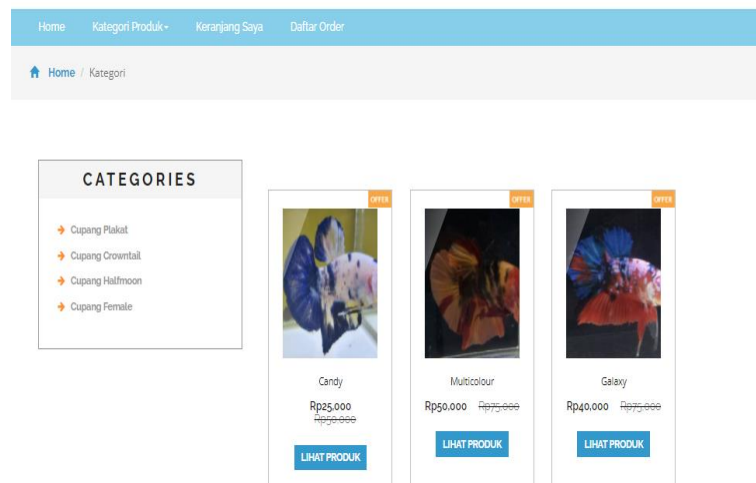 Home Kategori Produk Keranjang Saya Daftar Order
Home / Kategori
CATEGORIES
Cupang Plakat
Cupang Crowntail
Cupang Halfmoon
Cupang Female
OFFER
Candy
Rp25,000
Rp50,000
LIHAT PRODUK
OFFER
Multicolour
Rp50,000 Rp75,000
LIHAT PRODUK
OFFER
Galaxy
Rp40,000 Rp75,000
LIHAT PRODUK